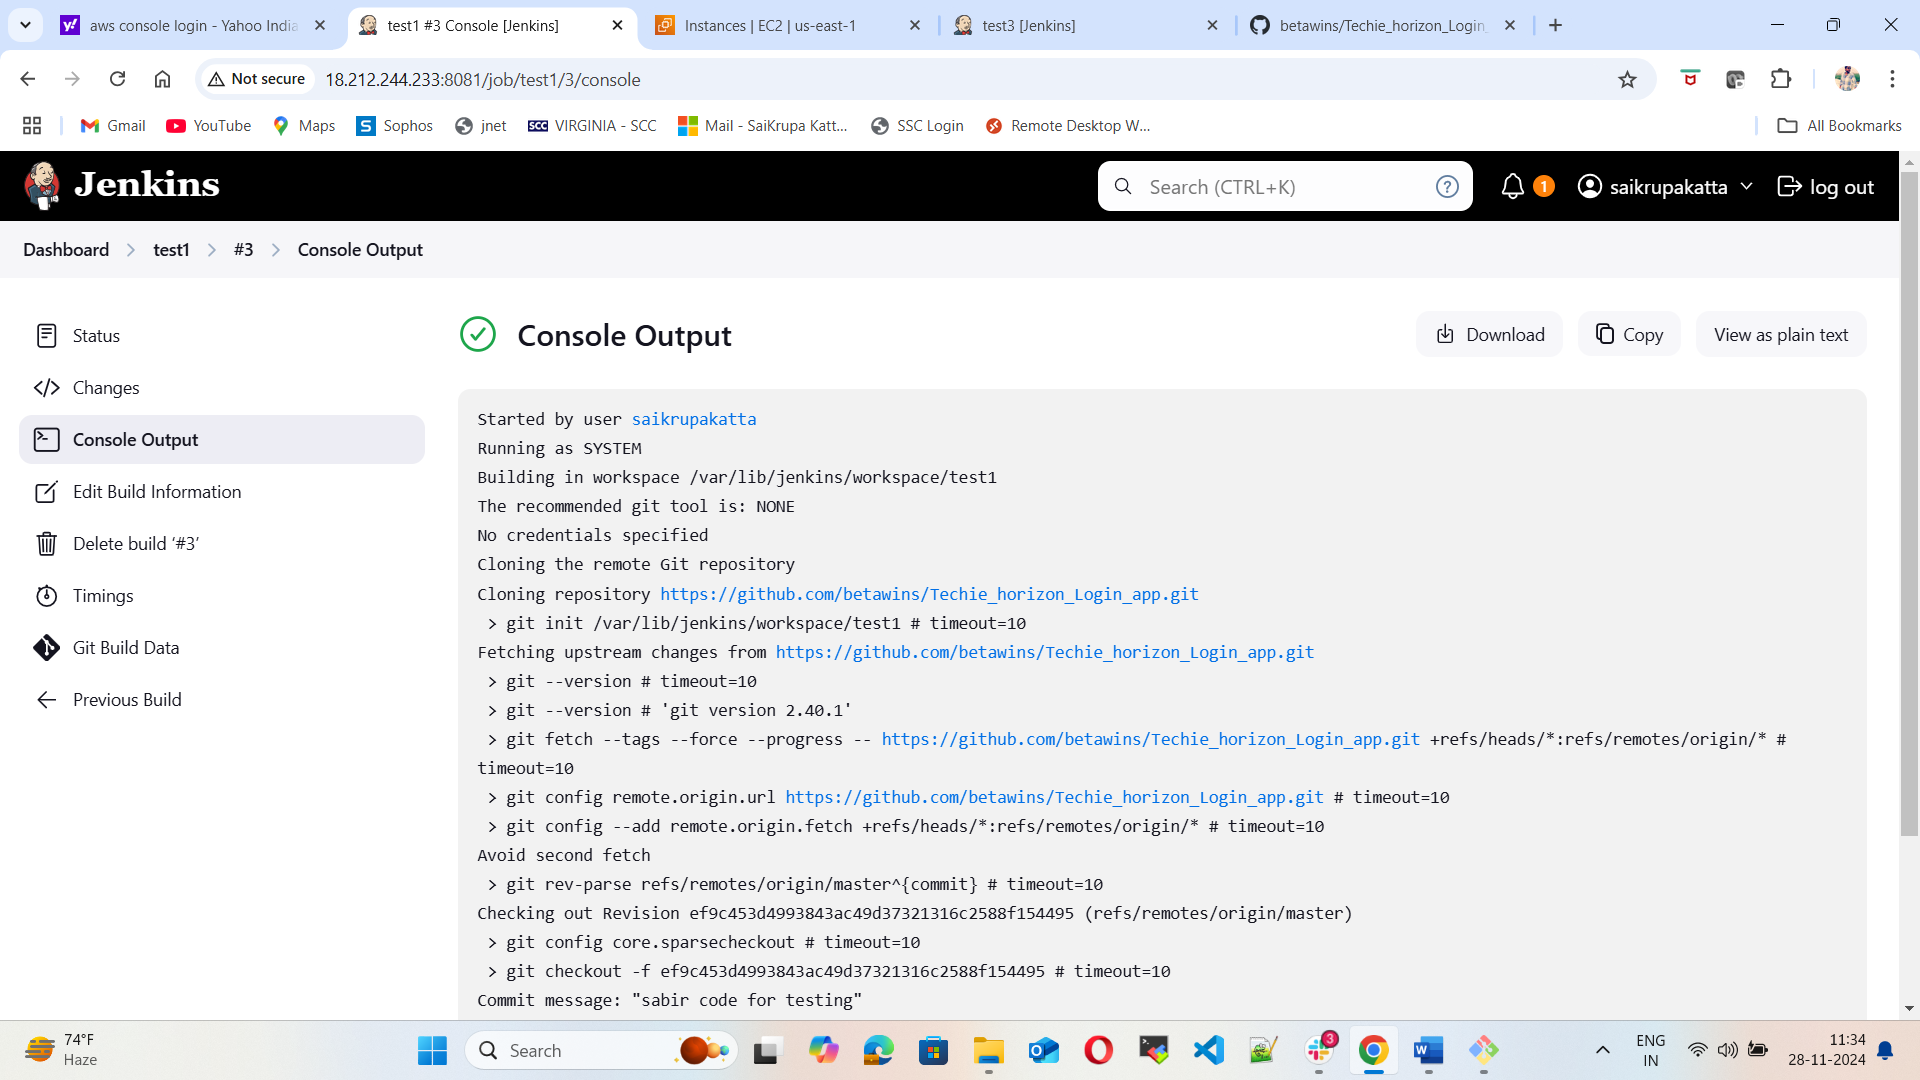 aws console login - Yahoo India
test1 #3 Console [Jenkins]
Instances | EC2 | us-east-1
test3 [Jenkins]
betawins/Techie_horizon_Login_
Not secure
18.212.244.233:8081/job/test1/3/console
Gmail
YouTube
Maps
Sophos
jnet
SCC VIRGINIA - SCC
Mail - SaiKrupa Katt...
SSC Login
Remote Desktop W...
All Bookmarks
Jenkins
Search (CTRL+K)
?
1
saikrupakatta
log out
Dashboard
test1
#3
Console Output
Status
Changes
Console Output
Edit Build Information
Delete build ‘#3’
Timings
Git Build Data
Previous Build
Console Output
Download
Copy
View as plain text
Started by user saikrupakatta
Running as SYSTEM
Building in workspace /var/lib/jenkins/workspace/test1
The recommended git tool is: NONE
No credentials specified
Cloning the remote Git repository
Cloning repository https://github.com/betawins/Techie_horizon_Login_app.git
 > git init /var/lib/jenkins/workspace/test1 # timeout=10
Fetching upstream changes from https://github.com/betawins/Techie_horizon_Login_app.git
 > git --version # timeout=10
 > git --version # 'git version 2.40.1'
 > git fetch --tags --force --progress -- https://github.com/betawins/Techie_horizon_Login_app.git +refs/heads/*:refs/remotes/origin/* #
timeout=10
 > git config remote.origin.url https://github.com/betawins/Techie_horizon_Login_app.git # timeout=10
 > git config --add remote.origin.fetch +refs/heads/*:refs/remotes/origin/* # timeout=10
Avoid second fetch
 > git rev-parse refs/remotes/origin/master^{commit} # timeout=10
Checking out Revision ef9c453d4993843ac49d37321316c2588f154495 (refs/remotes/origin/master)
 > git config core.sparsecheckout # timeout=10
 > git checkout -f ef9c453d4993843ac49d37321316c2588f154495 # timeout=10
Commit message: "sabir code for testing"
74°F
Haze
Search
3
ENG
IN
11:34
28-11-2024